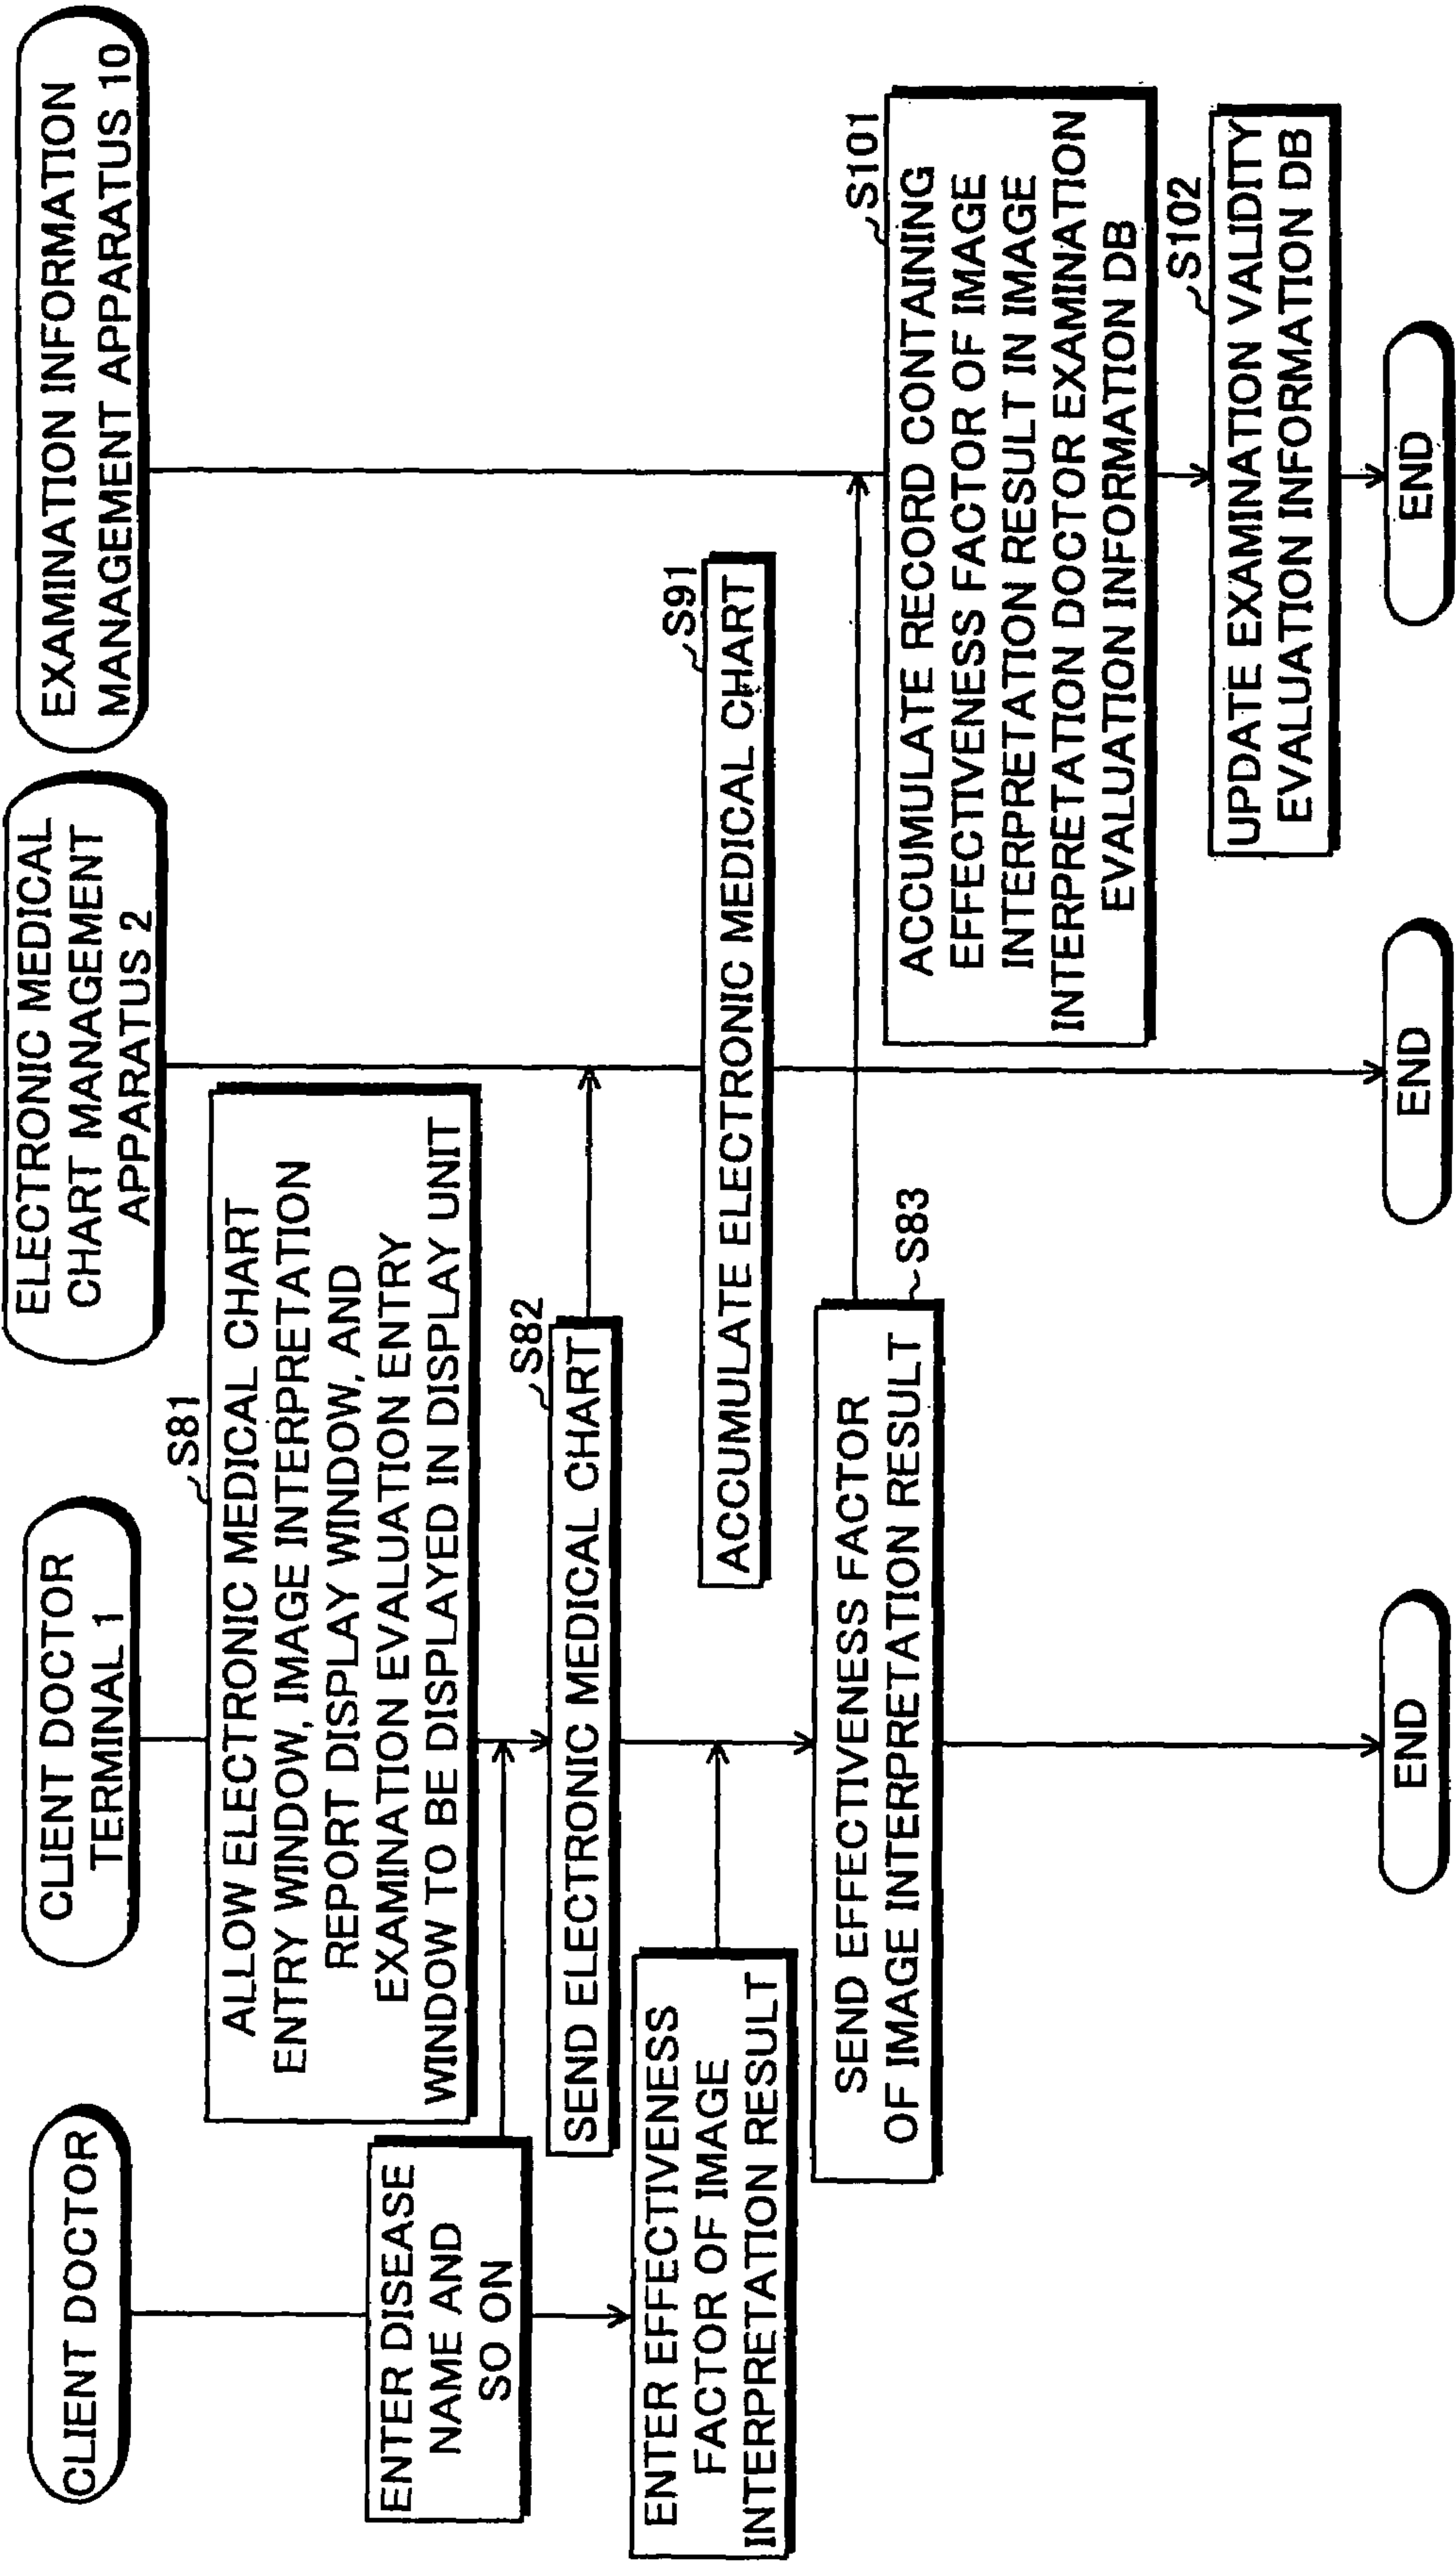 CLIENT DOCTOR
CLIENT DOCTOR
TERMINAL 1
ELECTRONIC MEDICAL
CHART MANAGEMENT
APPARATUS 2
EXAMINATION INFORMATION
MANAGEMENT APPARATUS 10
S81
ALLOW ELECTRONIC MEDICAL CHART
ENTRY WINDOW, IMAGE INTERPRETATION
REPORT DISPLAY WINDOW, AND
EXAMINATION EVALUATION ENTRY
WINDOW TO BE DISPLAYED IN DISPLAY UNIT
ENTER DISEASE
NAME AND
SO ON
S82
SEND ELECTRONIC MEDICAL CHART
S91
ACCUMULATE ELECTRONIC MEDICAL CHART
ENTER EFFECTIVENESS
FACTOR OF IMAGE
INTERPRETATION RESULT
S83
SEND EFFECTIVENESS FACTOR
OF IMAGE INTERPRETATION RESULT
S101
ACCUMULATE RECORD CONTAINING
EFFECTIVENESS FACTOR OF IMAGE
INTERPRETATION RESULT IN IMAGE
INTERPRETATION DOCTOR EXAMINATION
EVALUATION INFORMATION DB
S102
UPDATE EXAMINATION VALIDITY
EVALUATION INFORMATION DB
END
END
END